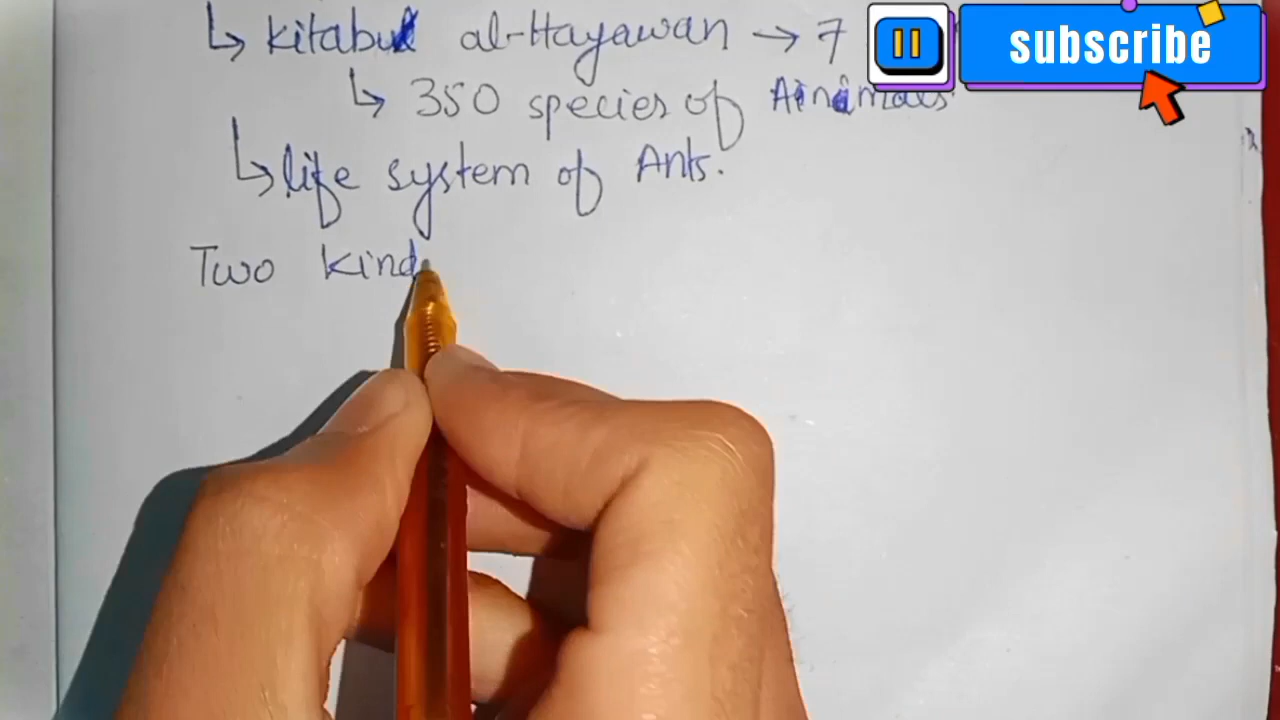 ↳ Kitabul al-Hayawan → 7
subscribe
↳ 350 species of Animals.
↳ life system of Ants.
Two kind